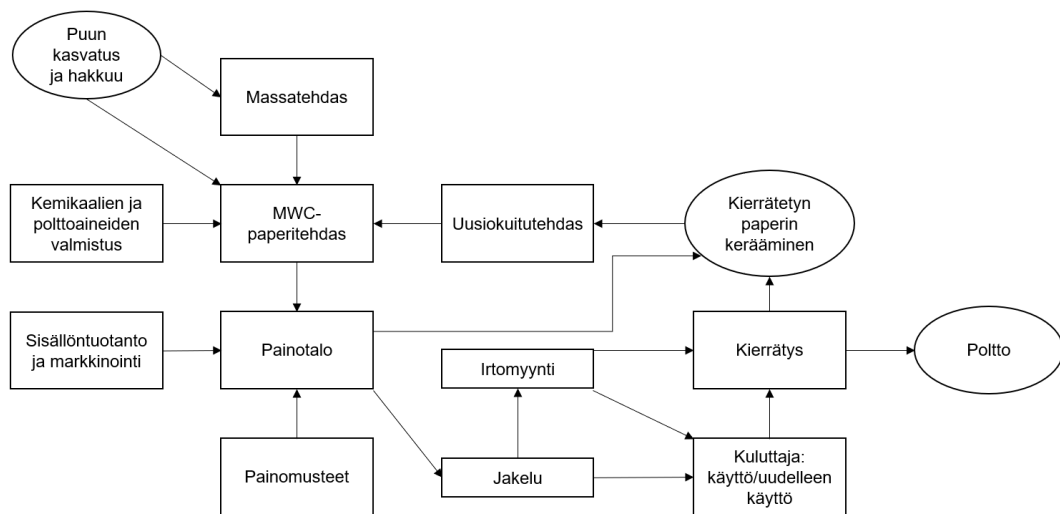 Puun
kasvatus
ja hakkuu
Massatehdas
Kemikaalien ja
polttoaineiden
valmistus
MWC-
paperitehdas
Uusiokuitutehdas
Kierrätetyn
paperin
kerääminen
Sisällöntuotanto
ja markkinointi
Painotalo
Irtomyynti
Kierrätys
Poltto
Painomusteet
Jakelu
Kuluttaja:
käyttö/uudelleen
käyttö